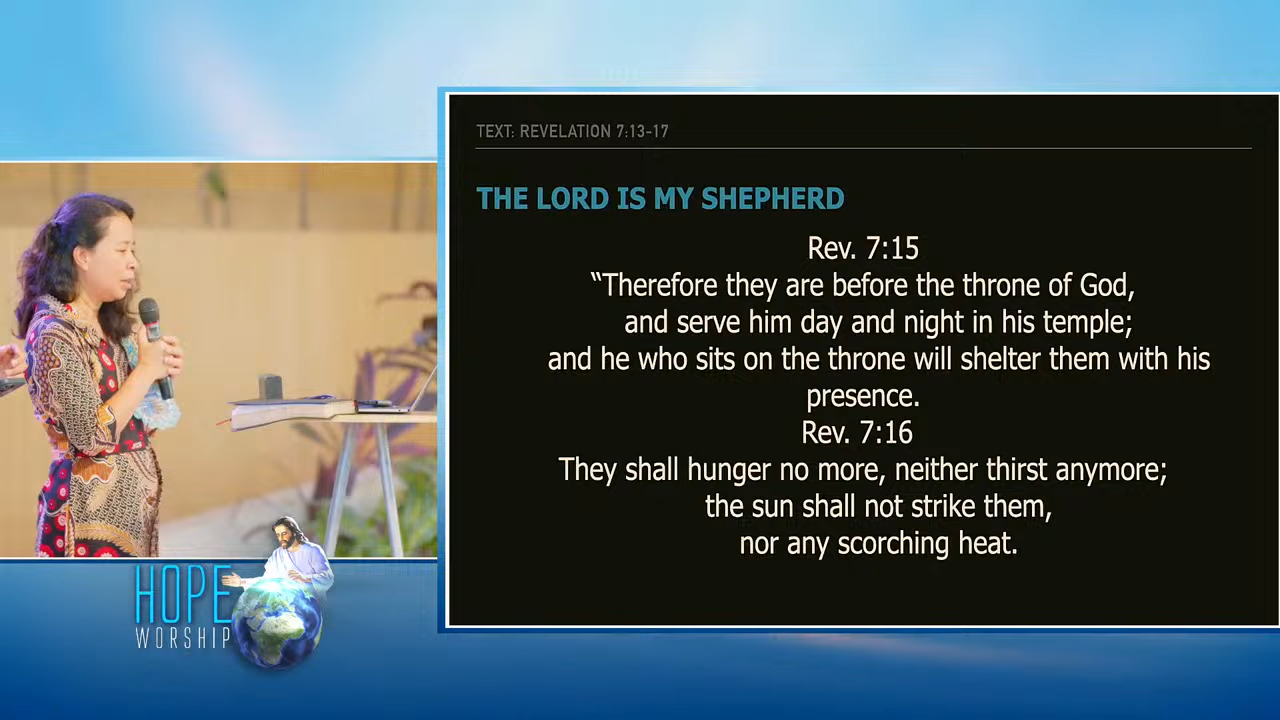 TEXT: REVELATION 7:13-17
THE LORD IS MY SHEPHERD
Rev. 7:15
“Therefore they are before the throne of God,
and serve him day and night in his temple;
and he who sits on the throne will shelter them with his
presence.
Rev. 7:16
They shall hunger no more, neither thirst anymore;
the sun shall not strike them,
nor any scorching heat.
HOPE
WORSHIP